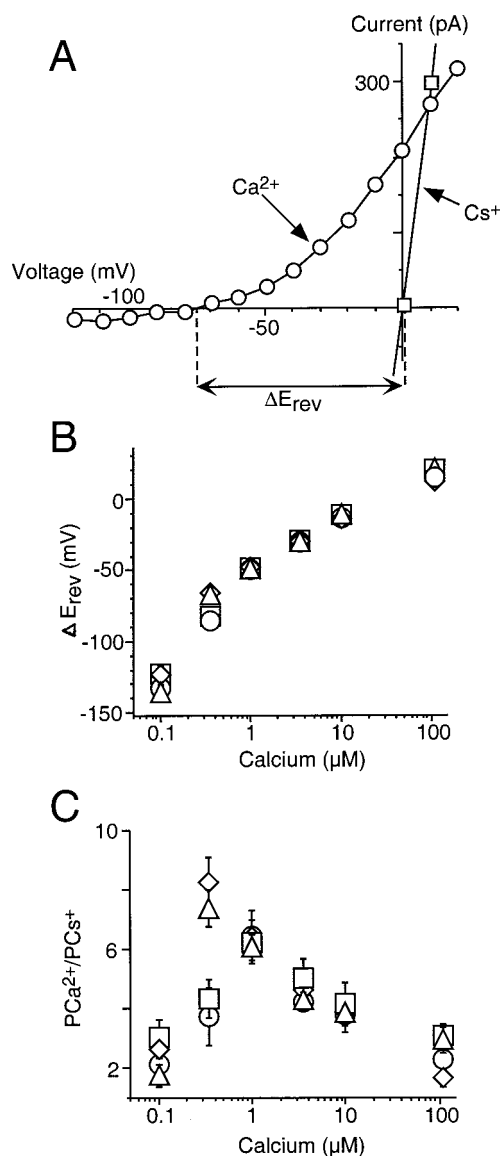 A
Current (pA)
300
Ca2+
Cs+
Voltage (mV)
-100
-50
ΔErev
B
0
-50
-100
-150
Δ Erev (mV)
0.1
1
10
100
Calcium (µM)
C
10
6
2
PCa2+/PCs+
0.1
1
10
100
Calcium (µM)